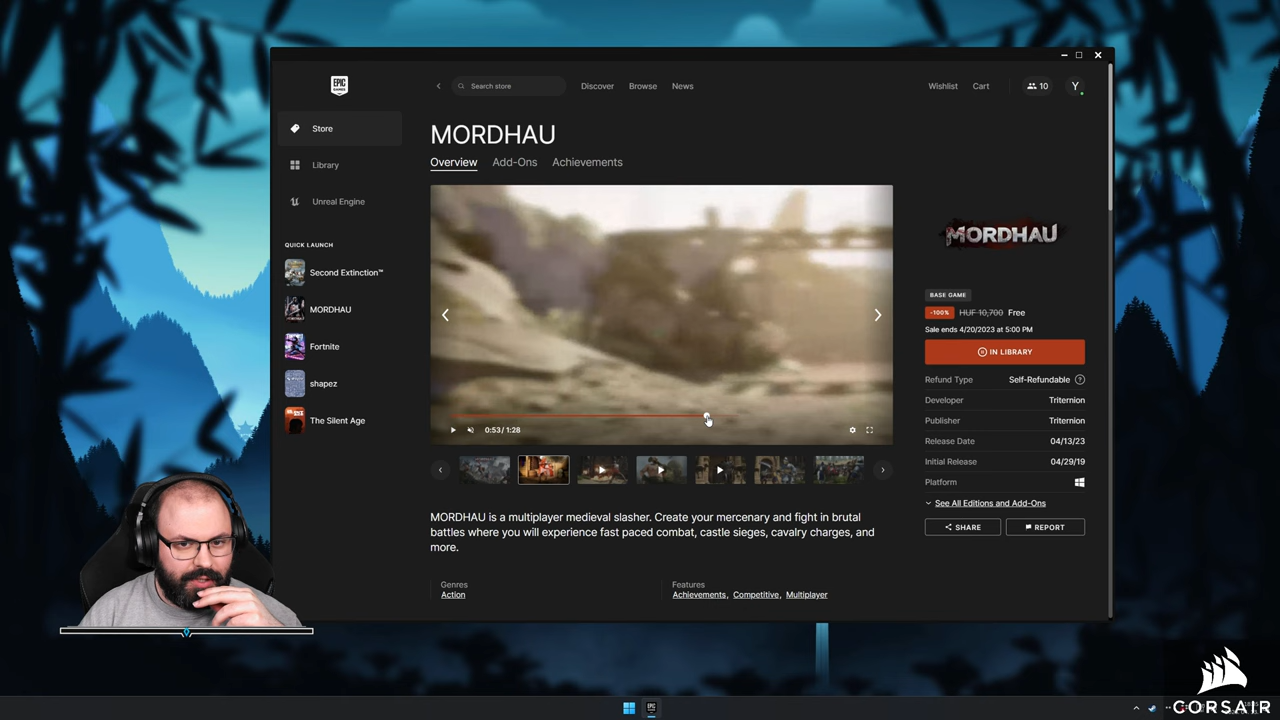 EPIC
GAMES
Search store
Discover
Browse
News
Wishlist
Cart
10
Y
Store
Library
Unreal Engine
QUICK LAUNCH
Second Extinction™
MORDHAU
Fortnite
shapez
The Silent Age
MORDHAU
Overview
Add-Ons
Achievements
0:53 / 1:28
MORDHAU is a multiplayer medieval slasher. Create your mercenary and fight in brutal
battles where you will experience fast paced combat, castle sieges, cavalry charges, and
more.
Genres
Action
Features
Achievements, Competitive, Multiplayer
MORDHAU
BASE GAME
-100% HUF 10,700 Free
Sale ends 4/20/2023 at 5:00 PM
IN LIBRARY
Refund Type Self-Refundable ?
Developer Triternion
Publisher Triternion
Release Date 04/13/23
Initial Release 04/29/19
Platform
See All Editions and Add-Ons
SHARE
REPORT
EPIC
CORSAIR